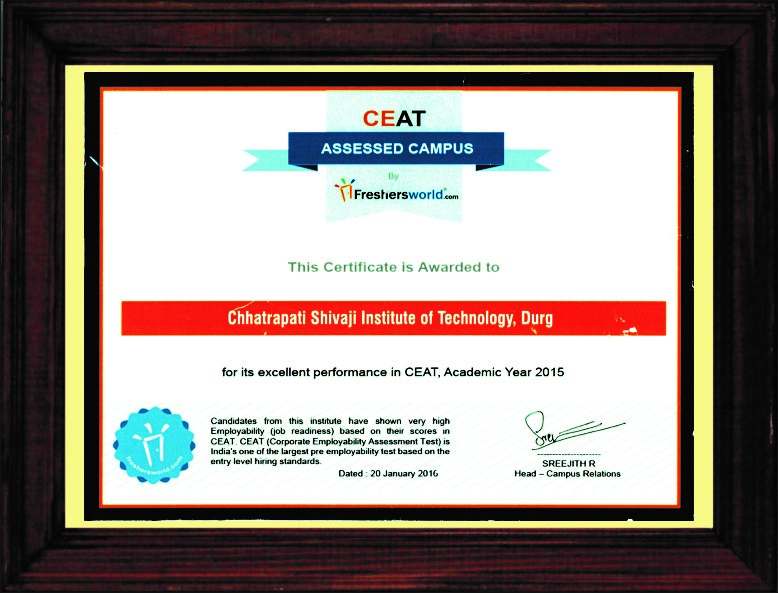 CEAT
ASSESSED CAMPUS
By
Freshersworld.com
This Certificate is Awarded to
Chhatrapati Shivaji Institute of Technology, Durg
for its excellent performance in CEAT, Academic Year 2015
Candidates from this institute have shown very high
Employability (job readiness) based on their scores in
CEAT. CEAT (Corporate Employability Assessment Test) is
India's one of the largest pre employability test based on the
entry level hiring standards.
Dated : 20 January 2016
freshersworld.com
Sree
SREEJITH R
Head – Campus Relations